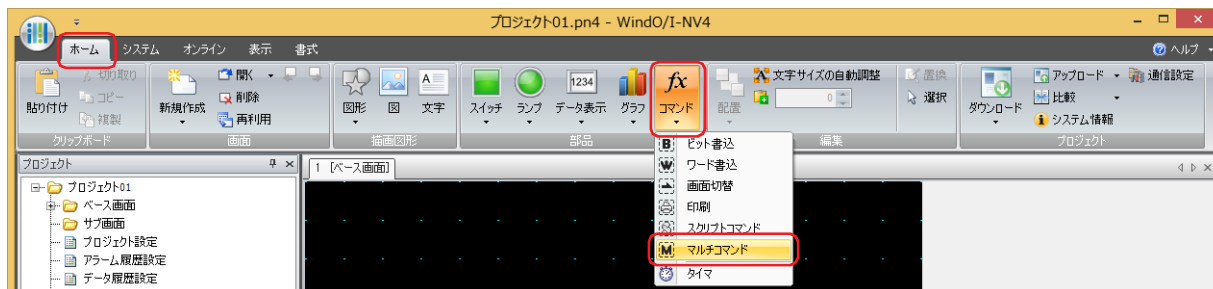 プロジェクト01.pn4 - WindO/I-NV4
ホーム システム オンライン 表示 書式 ヘルプ
貼り付け 切り取り コピー 複製
クリップボード
新規作成 開く 削除 再利用
画面
図形 図 文字
描画図形
スイッチ ランプ 1234 データ表示 グラフ fx コマンド
部品
配置 文字サイズの自動調整 0 置換 選択
編集
ダウンロード アップロード 比較 システム情報 通信設定
プロジェクト
B ビット書込
W ワード書込
画面切替
印刷
スクリプトコマンド
M マルチコマンド
タイマ
プロジェクト
1 [ベース画面]
プロジェクト01
ベース画面
サブ画面
プロジェクト設定
アラーム履歴設定
データ履歴設定